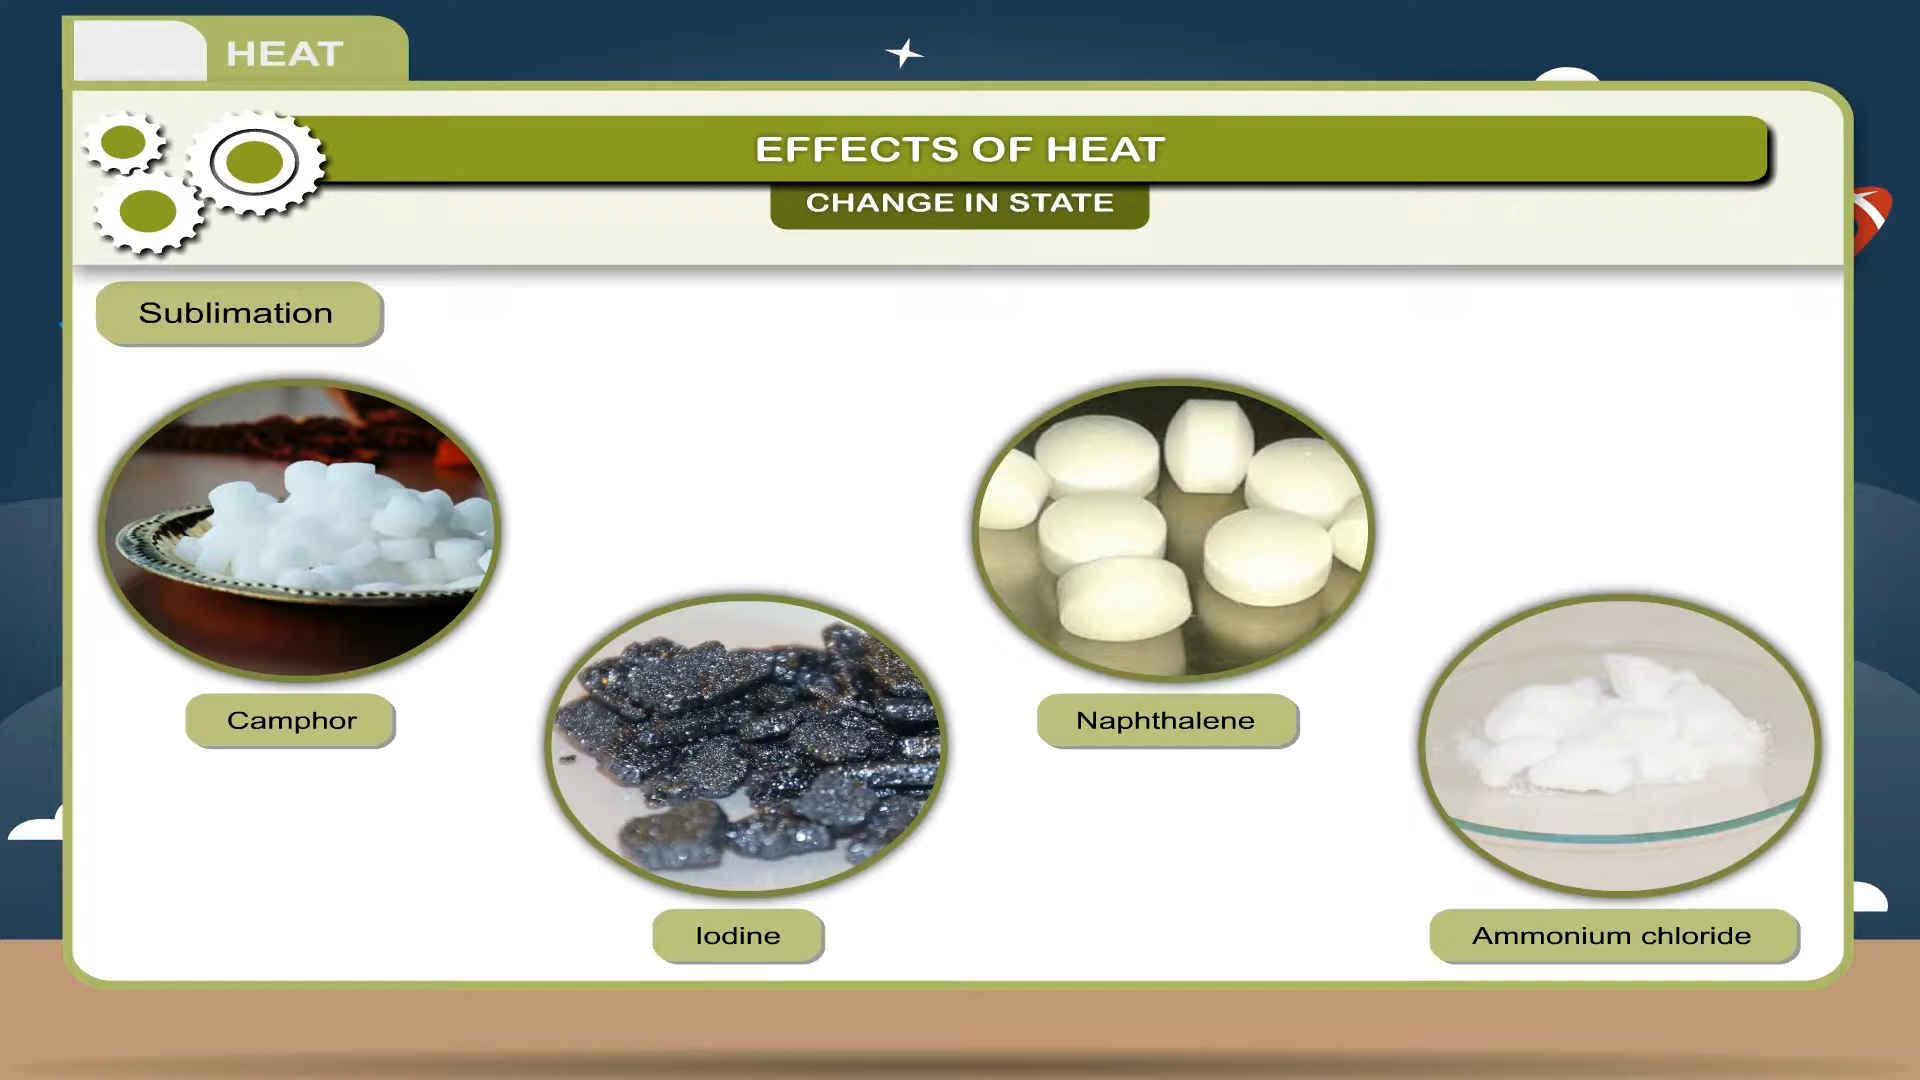 HEAT
EFFECTS OF HEAT
CHANGE IN STATE
Sublimation
Camphor
Naphthalene
Iodine
Ammonium chloride